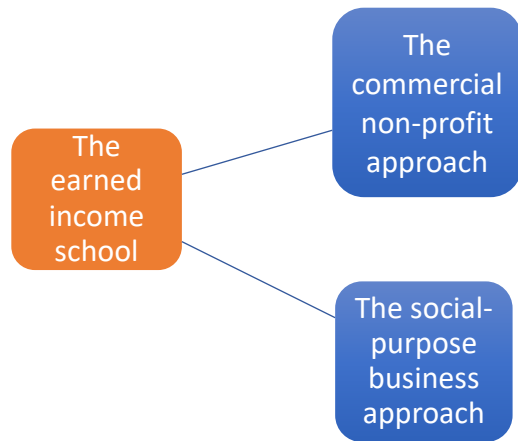 The
commercial
non-profit
approach
The
earned
income
school
The social-
purpose
business
approach